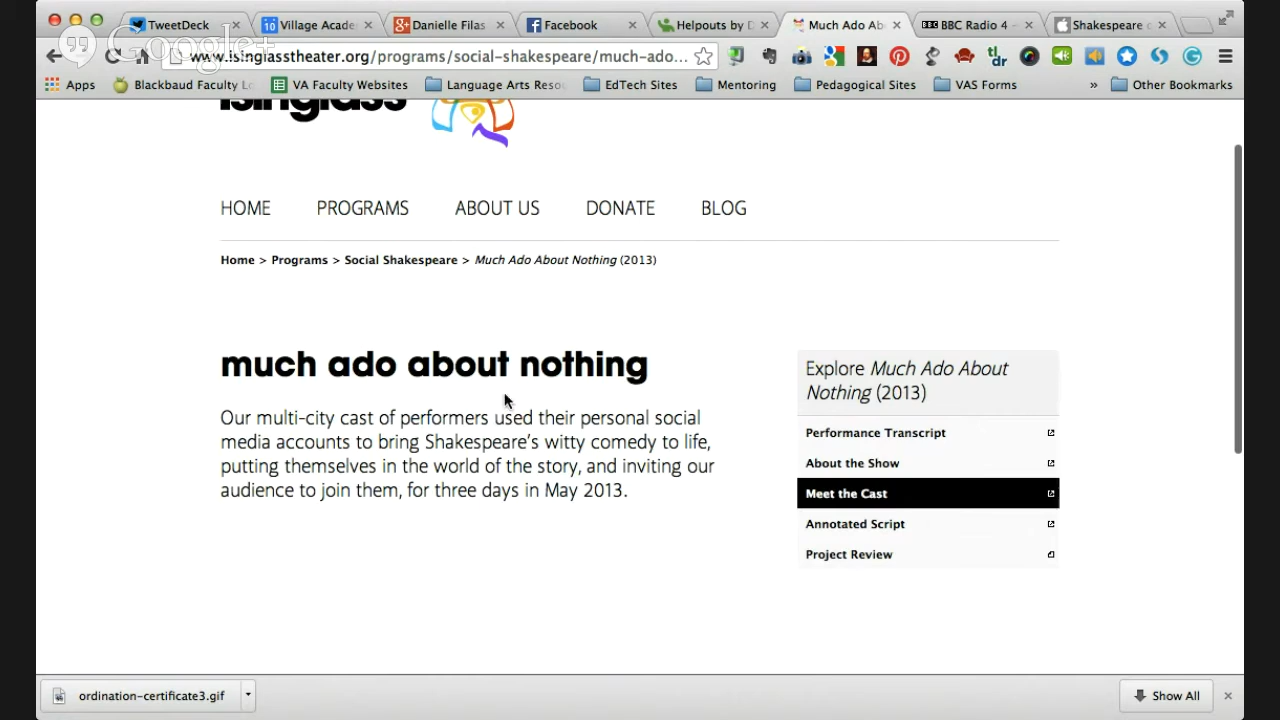 TweetDeck
Village Acade
Danielle Filas
Facebook
Helpouts by D
Much Ado Ab
BBC Radio 4 –
Shakespeare o
Google+
www.isinglasstheater.org/programs/social-shakespeare/much-ado...
tl;dr
Apps
Blackbaud Faculty Lo
VA Faculty Websites
Language Arts Reso
EdTech Sites
Mentoring
Pedagogical Sites
VAS Forms
»
Other Bookmarks
isinglass
HOME PROGRAMS ABOUT US DONATE BLOG
Home > Programs > Social Shakespeare > Much Ado About Nothing (2013)
much ado about nothing
Our multi-city cast of performers used their personal social
media accounts to bring Shakespeare's witty comedy to life,
putting themselves in the world of the story, and inviting our
audience to join them, for three days in May 2013.
Explore Much Ado About
Nothing (2013)
Performance Transcript
About the Show
Meet the Cast
Annotated Script
Project Review
ordination-certificate3.gif
Show All